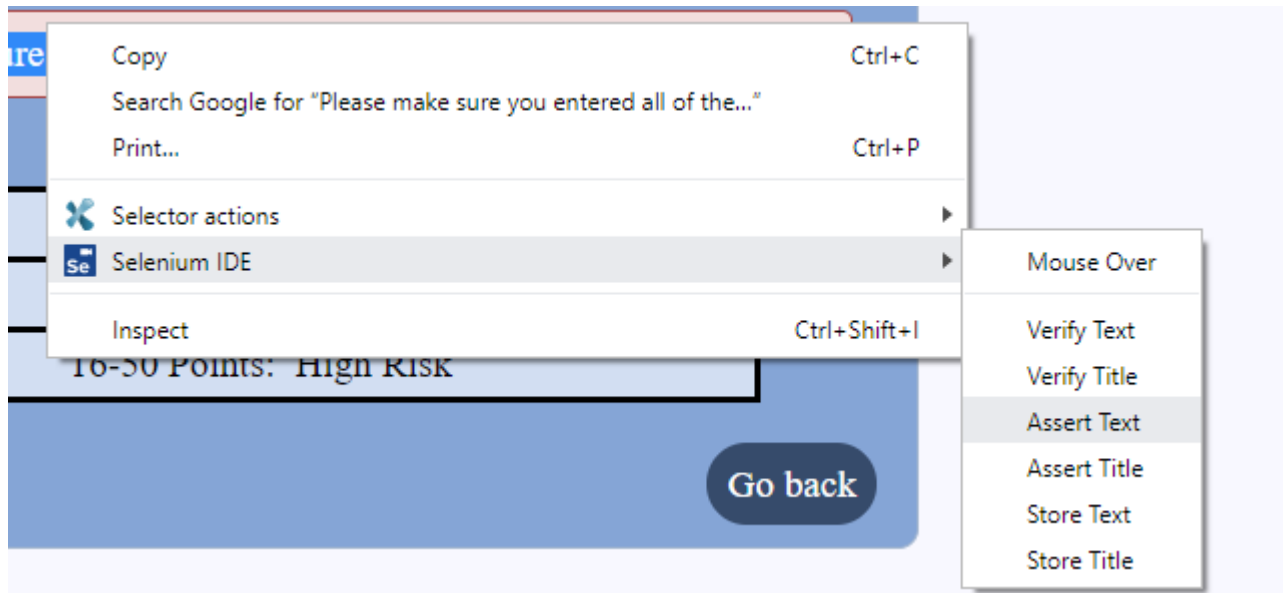 ure
Copy Ctrl+C
Search Google for “Please make sure you entered all of the...”
Print... Ctrl+P
Selector actions
Se Selenium IDE
Mouse Over
Inspect Ctrl+Shift+I
Verify Text
16-50 Points: High Risk
Verify Title
Assert Text
Assert Title
Go back
Store Text
Store Title